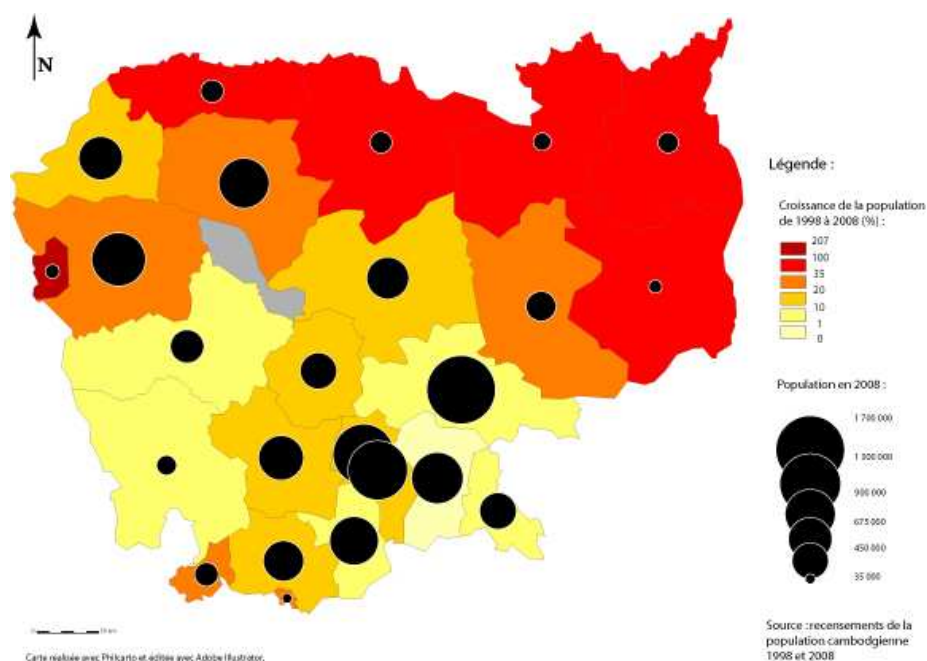 N
Légende :
Croissance de la population
de 1998 à 2008 (%) :
207
100
35
20
10
1
0
Population en 2008 :
1 700 000
1 300 000
900 000
675 000
450 000
35 000
Source : recensements de la
population cambodgienne
1998 et 2008
Carte réalisée avec Philcarto et éditée avec Adobe Illustrator.